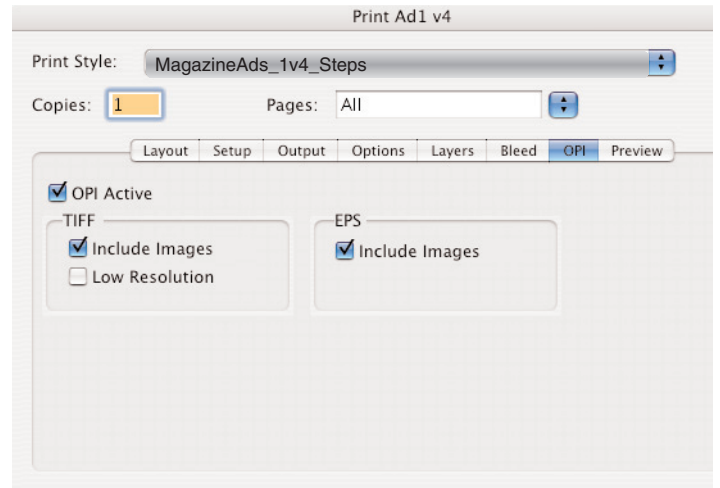 Print Ad1 v4
Print Style: MagazineAds_1v4_Steps
Copies: 1 Pages: All
Layout Setup Output Options Layers Bleed OPI Preview
OPI Active
TIFF EPS
Include Images Include Images
Low Resolution